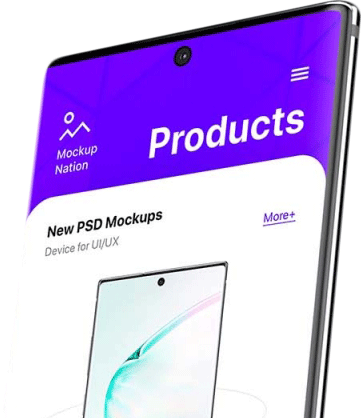 Products
Mockup
Nation
New PSD Mockups
More+
Device for UI/UX